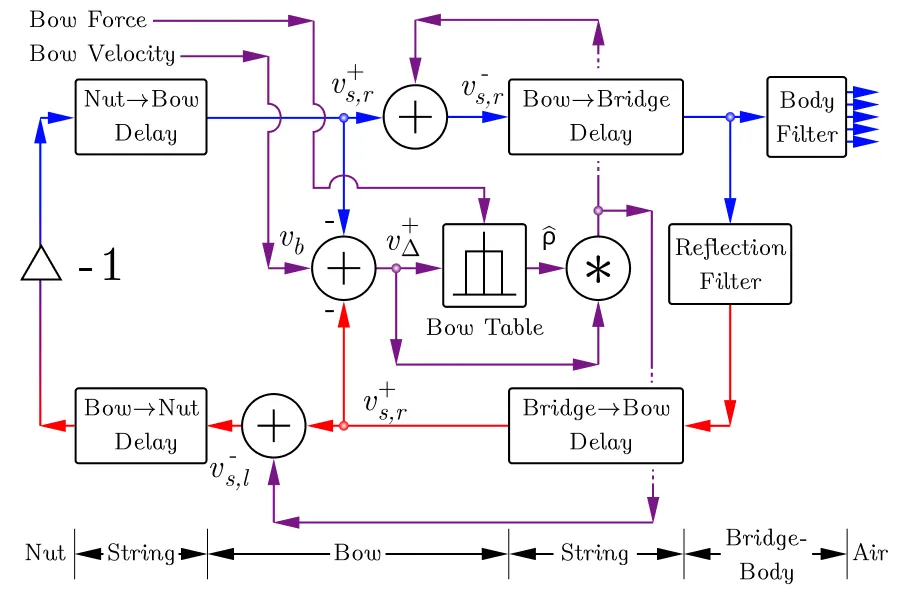 Bow Force
Bow Velocity
Nut→Bow
Delay
v+s,r
+
v-s,r
Bow→Bridge
Delay
Body
Filter
-1
vb
-
+
-
v+Δ
Bow Table
ρ̂
*
Reflection
Filter
Bow→Nut
Delay
v-s,l
+
v+s,r
Bridge→Bow
Delay
Nut
String
Bow
String
Bridge-
Body
Air